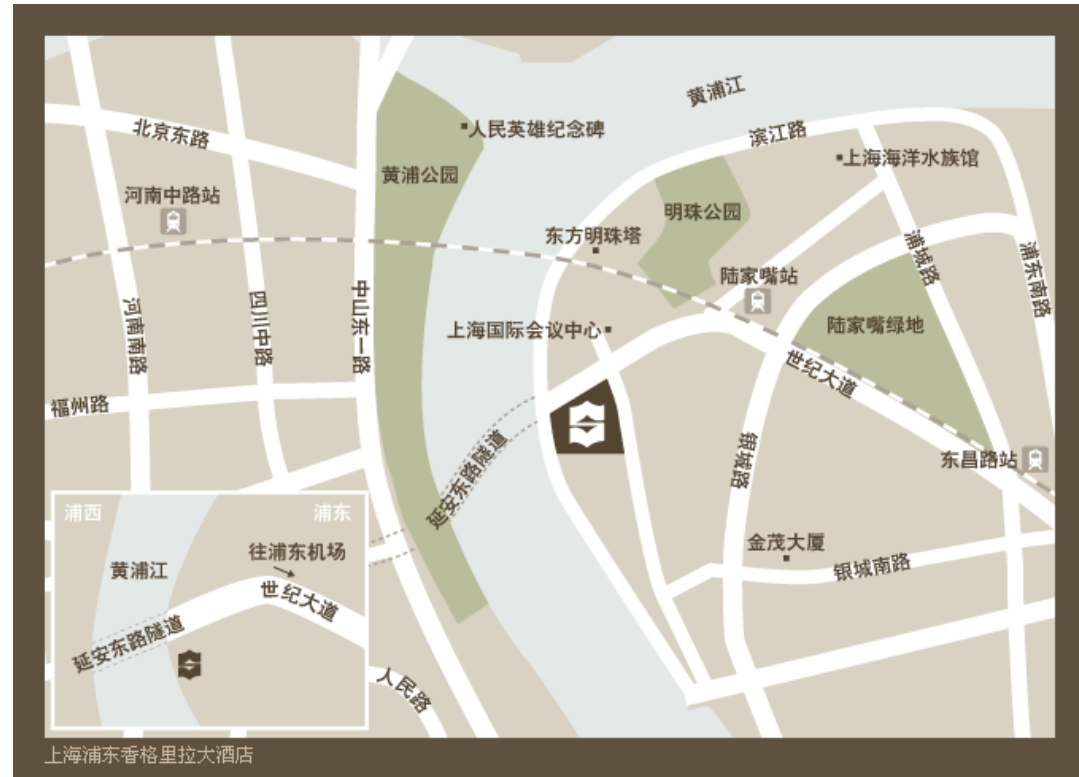 黄浦江
北京东路
人民英雄纪念碑
滨江路
上海海洋水族馆
黄浦公园
河南中路站
明珠公园
东方明珠塔
浦城路
浦东南路
陆家嘴站
河南南路
四川中路
中山东一路
上海国际会议中心
陆家嘴绿地
世纪大道
福州路
延安东路隧道
银城路
东昌路站
浦西
浦东
金茂大厦
往浦东机场
黄浦江
银城南路
世纪大道
延安东路隧道
人民路
上海浦东香格里拉大酒店